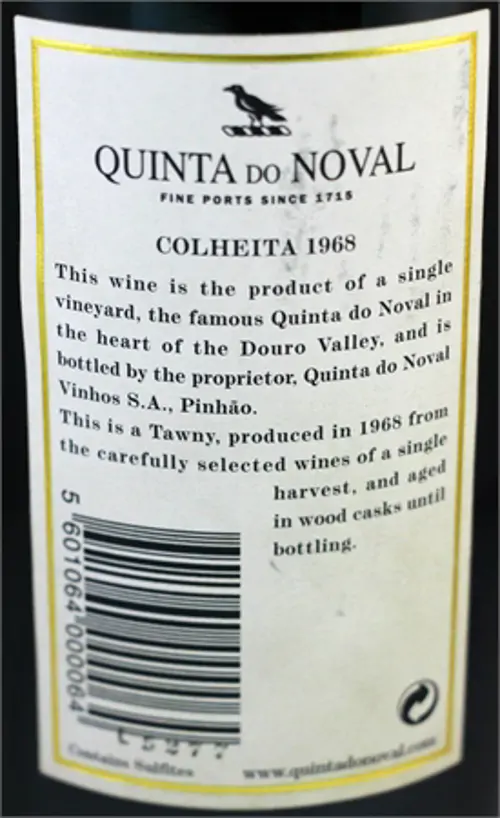 QUINTA DO NOVAL
FINE PORTS SINCE 1715
COLHEITA 1968
This wine is the product of a single
vineyard, the famous Quinta do Noval in
the heart of the Douro Valley, and is
bottled by the proprietor, Quinta do Noval
Vinhos S.A., Pinhão.
This is a Tawny, produced in 1968 from
the carefully selected wines of a single
harvest, and aged
in wood casks until
bottling.
5 601064 000064
L5277
Contains Sulfites
www.quintadonoval.com